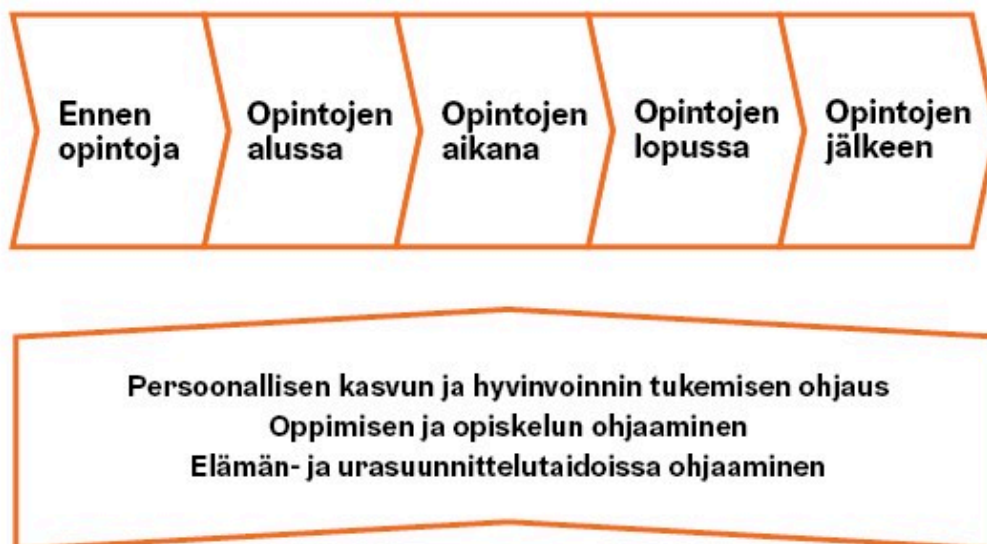 Ennen
opintoja
Opintojen
alussa
Opintojen
aikana
Opintojen
lopussa
Opintojen
jälkeen
Persoonallisen kasvun ja hyvinvoinnin tukemisen ohjaus
Oppimisen ja opiskelun ohjaaminen
Elämän- ja urasuunnittelutaidoissa ohjaaminen